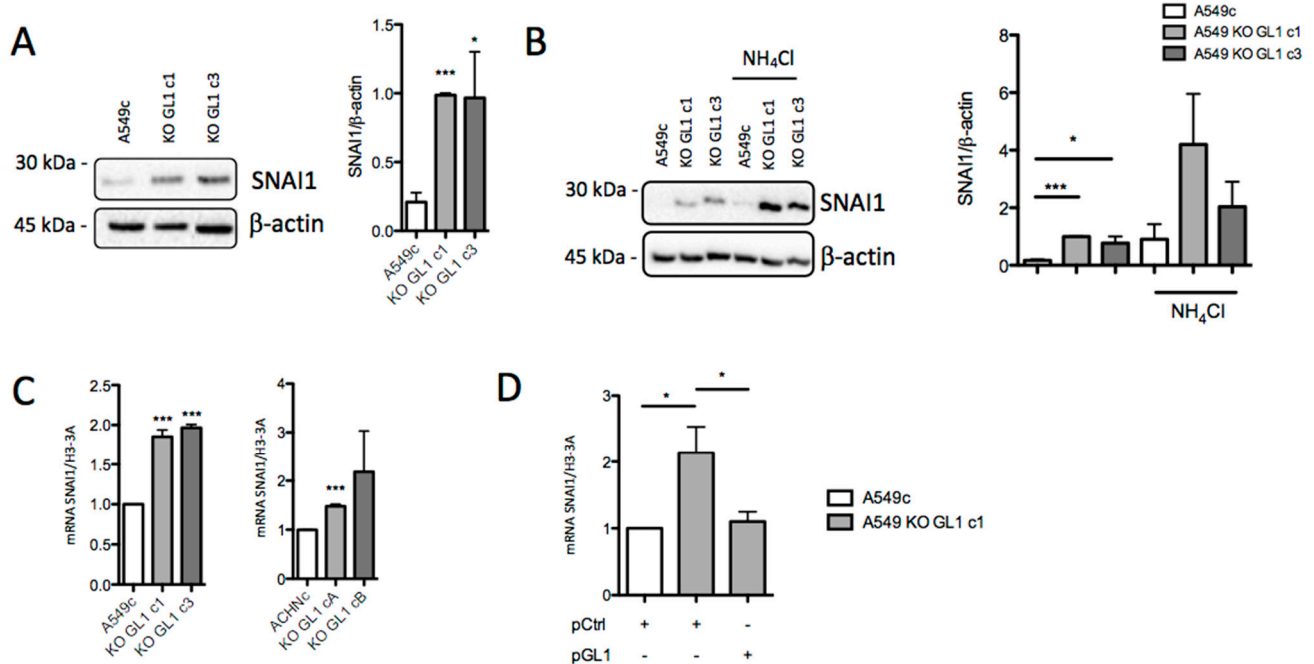 A
A549c
KO GL1 c1
KO GL1 c3
30 kDa -
SNAI1
45 kDa -
β-actin
SNAI1/β-actin
1.5
1.0
0.5
0.0
***
*
A549c
KO GL1 c1
KO GL1 c3
B
NH₄Cl
A549c
KO GL1 c1
KO GL1 c3
A549c
KO GL1 c1
KO GL1 c3
30 kDa -
SNAI1
45 kDa -
β-actin
A549c
A549 KO GL1 c1
A549 KO GL1 c3
SNAI1/β-actin
8
6
4
2
0
*
***
NH₄Cl
C
mRNA SNAI1/H3-3A
2.5
2.0
1.5
1.0
0.5
0.0
*** ***
A549c
KO GL1 c1
KO GL1 c3
mRNA SNAI1/H3-3A
4
3
2
1
0
***
ACHNc
KO GL1 cA
KO GL1 cB
D
mRNA SNAI1/H3-3A
3
2
1
0
* *
pCtrl + + -
pGL1 - - +
A549c
A549 KO GL1 c1